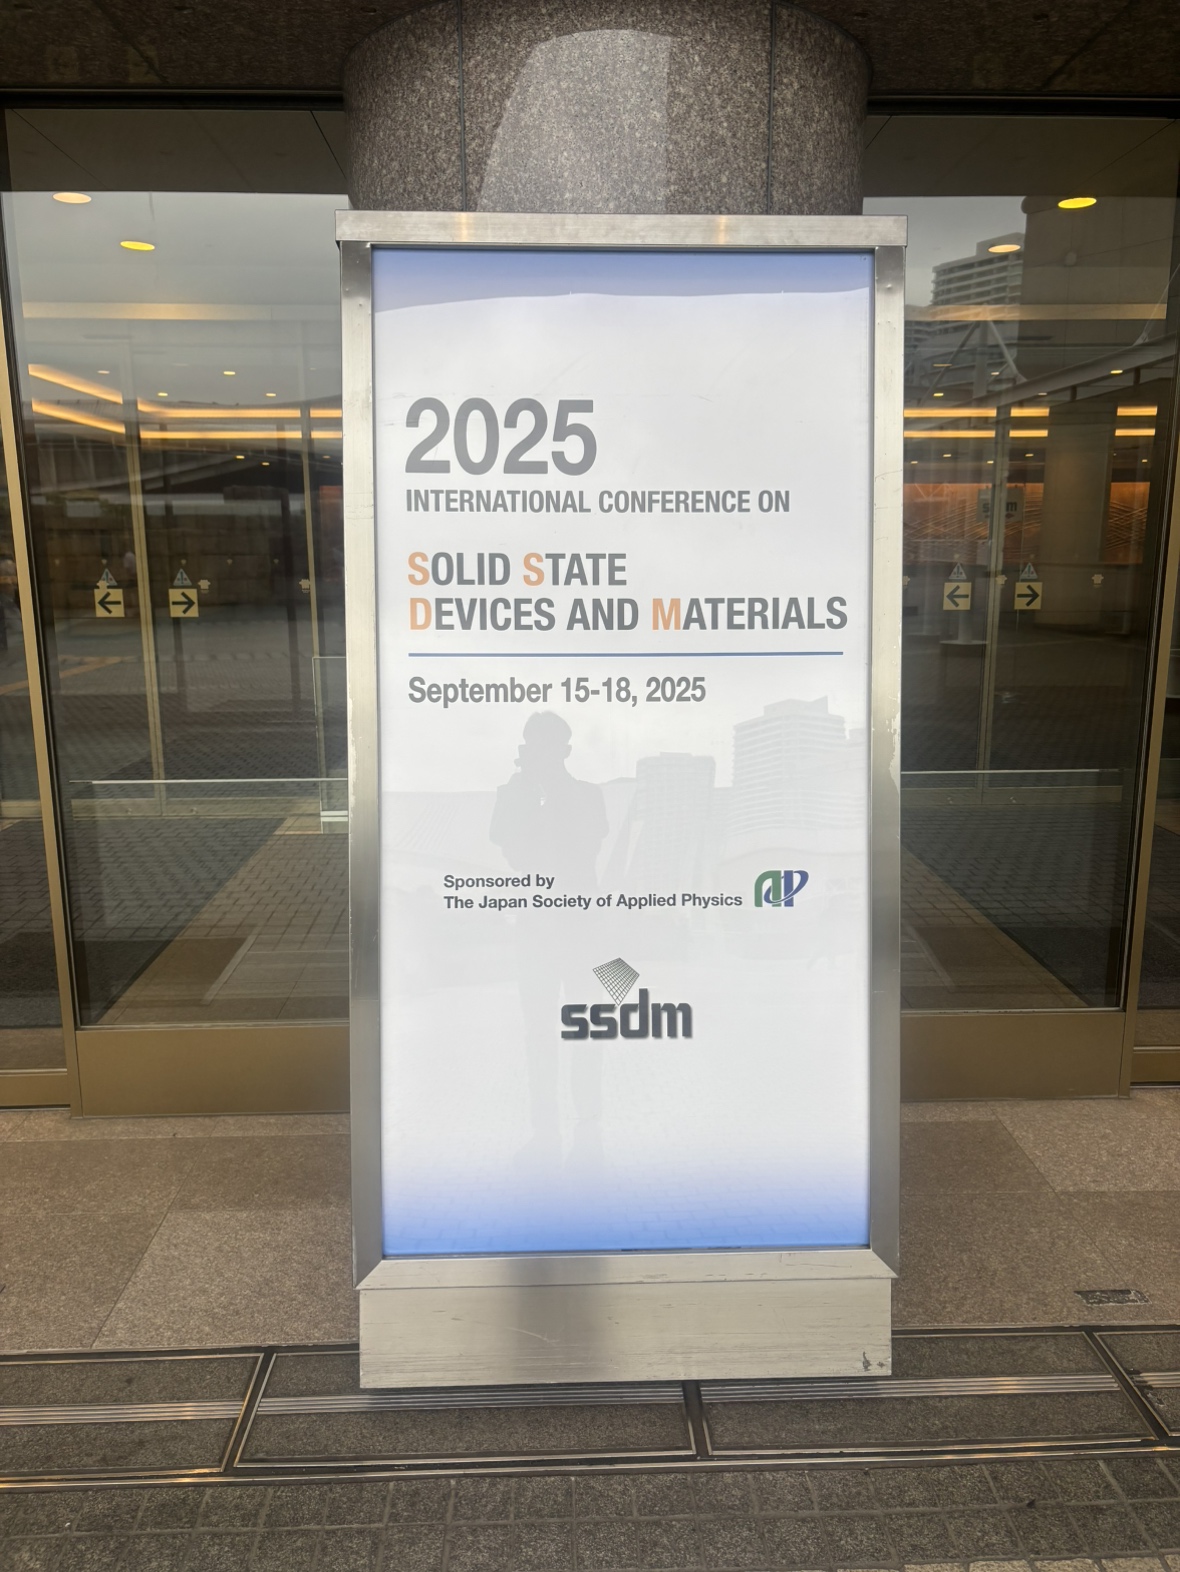 2025
INTERNATIONAL CONFERENCE ON
SOLID STATE
DEVICES AND MATERIALS
September 15-18, 2025
Sponsored by
The Japan Society of Applied Physics
ssdm